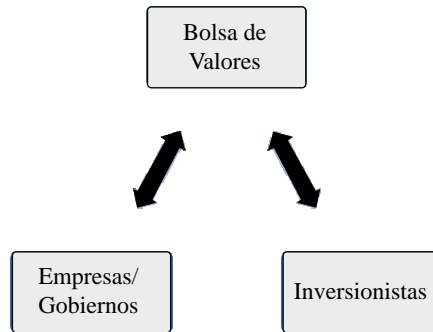 Bolsa de
Valores
Empresas/
Gobiernos
Inversionistas